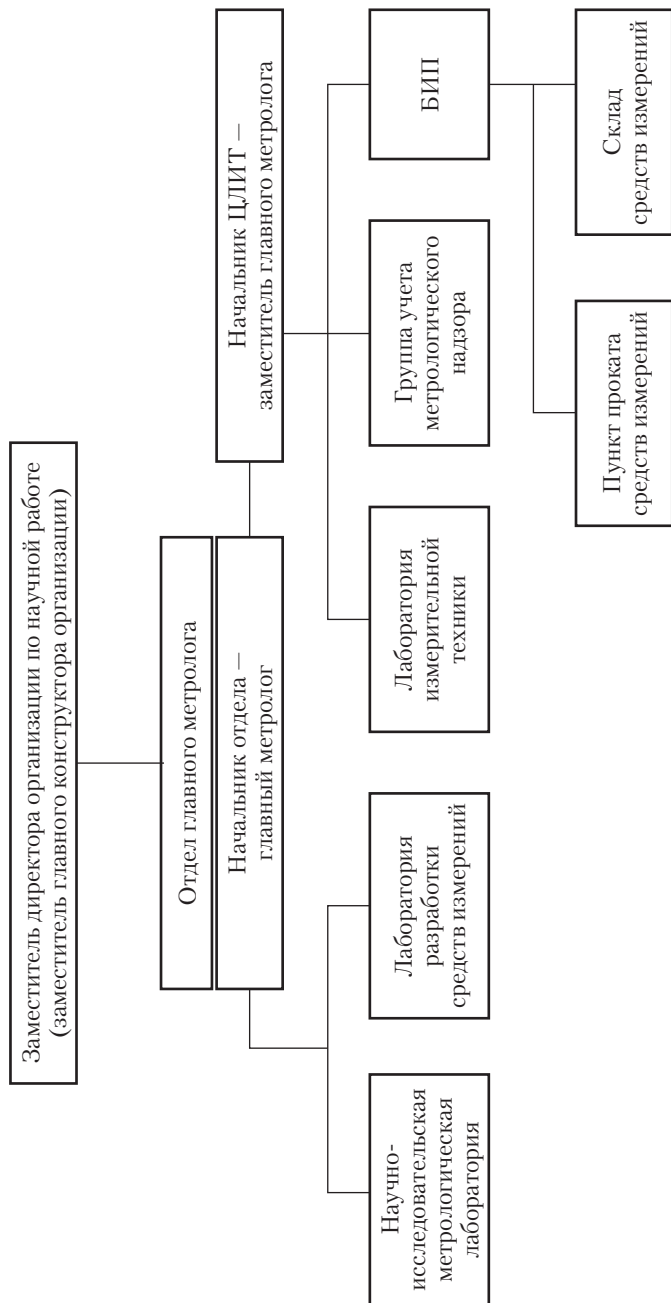 Заместитель директора организации по научной работе
(заместитель главного конструктора организации)
Отдел главного метролога
Начальник отдела —
главный метролог
Начальник ЦЛИТ —
заместитель главного метролога
Научно-
исследовательская
метрологическая
лаборатория
Лаборатория
разработки
средств измерений
Лаборатория
измерительной
техники
Группа учета
метрологического
надзора
БИП
Пункт проката
средств измерений
Склад
средств измерений